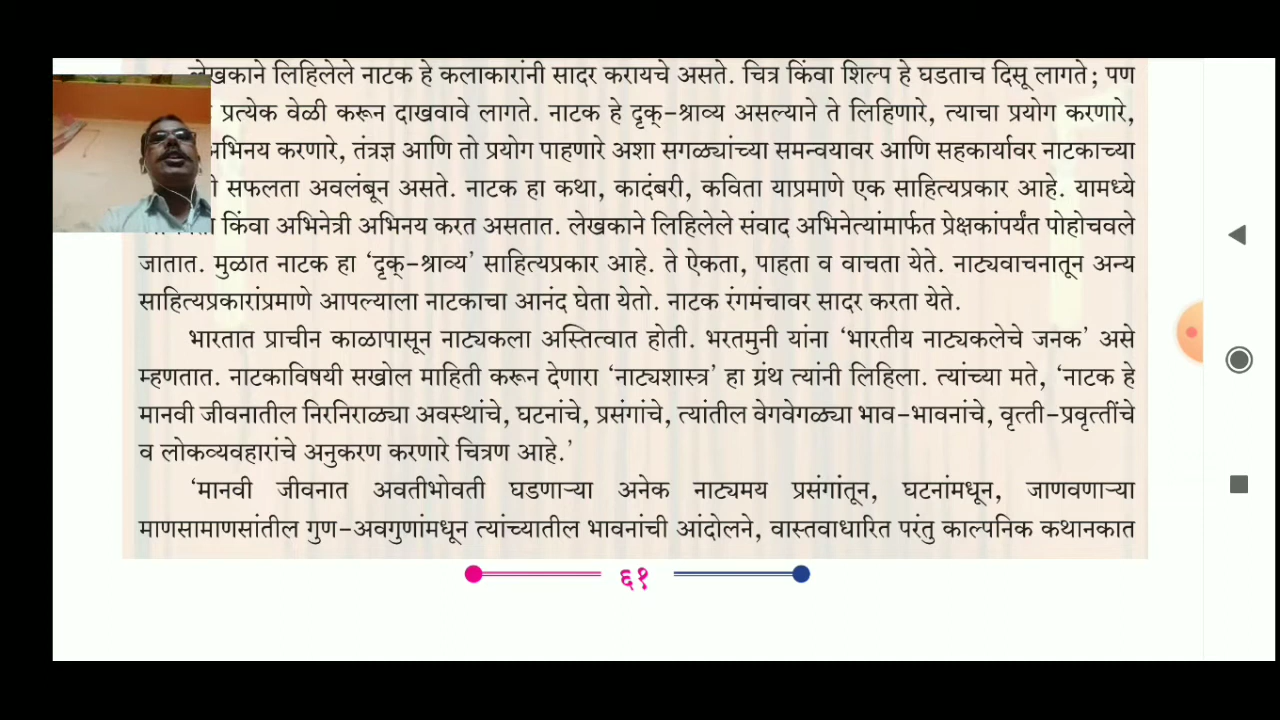 लेखकाने लिहिलेले नाटक हे कलाकारांनी सादर करायचे असते. चित्र किंवा शिल्प हे घडताच दिसू लागते; पण
प्रत्येक वेळी करून दाखवावे लागते. नाटक हे दृक्-श्राव्य असल्याने ते लिहिणारे, त्याचा प्रयोग करणारे,
अभिनय करणारे, तंत्रज्ञ आणि तो प्रयोग पाहणारे अशा सगळ्यांच्या समन्वयावर आणि सहकार्यावर नाटकाच्या
सफलता अवलंबून असते. नाटक हा कथा, कादंबरी, कविता याप्रमाणे एक साहित्यप्रकार आहे. यामध्ये
किंवा अभिनेत्री अभिनय करत असतात. लेखकाने लिहिलेले संवाद अभिनेत्यांमार्फत प्रेक्षकांपर्यंत पोहोचवले
जातात. मुळात नाटक हा ‘दृक्-श्राव्य’ साहित्यप्रकार आहे. ते ऐकता, पाहता व वाचता येते. नाट्यवाचनातून अन्य
साहित्यप्रकारांप्रमाणे आपल्याला नाटकाचा आनंद घेता येतो. नाटक रंगमंचावर सादर करता येते.
भारतात प्राचीन काळापासून नाट्यकला अस्तित्वात होती. भरतमुनी यांना ‘भारतीय नाट्यकलेचे जनक’ असे
म्हणतात. नाटकाविषयी सखोल माहिती करून देणारा ‘नाट्यशास्त्र’ हा ग्रंथ त्यांनी लिहिला. त्यांच्या मते, ‘नाटक हे
मानवी जीवनातील निरनिराळ्या अवस्थांचे, घटनांचे, प्रसंगांचे, त्यांतील वेगवेगळ्या भाव-भावनांचे, वृत्ती-प्रवृत्तींचे
व लोकव्यवहारांचे अनुकरण करणारे चित्रण आहे.’
‘मानवी जीवनात अवतीभोवती घडणाऱ्या अनेक नाट्यमय प्रसंगांतून, घटनांमधून, जाणवणाऱ्या
माणसामाणसांतील गुण-अवगुणांमधून त्यांच्यातील भावनांची आंदोलने, वास्तवाधारित परंतु काल्पनिक कथानकात
६१